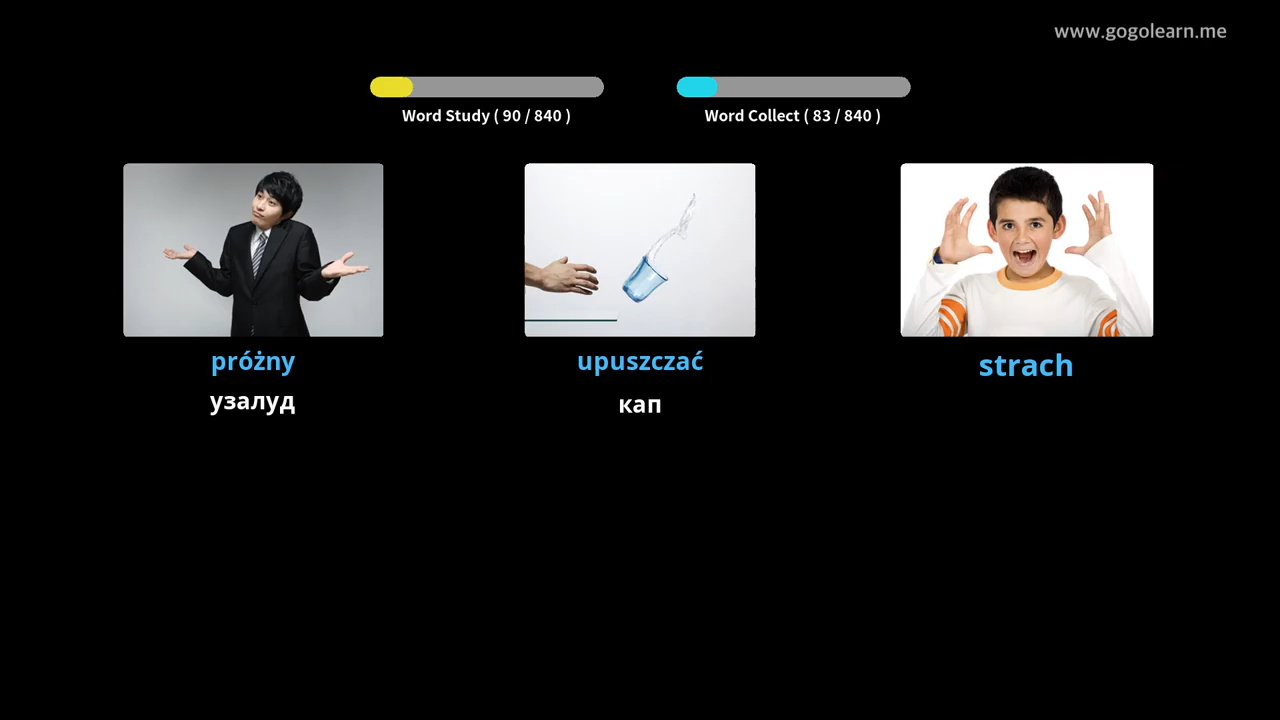 www.gogolearn.me
Word Study ( 90 / 840 )
Word Collect ( 83 / 840 )
próżny
узалуд
upuszczać
кап
strach